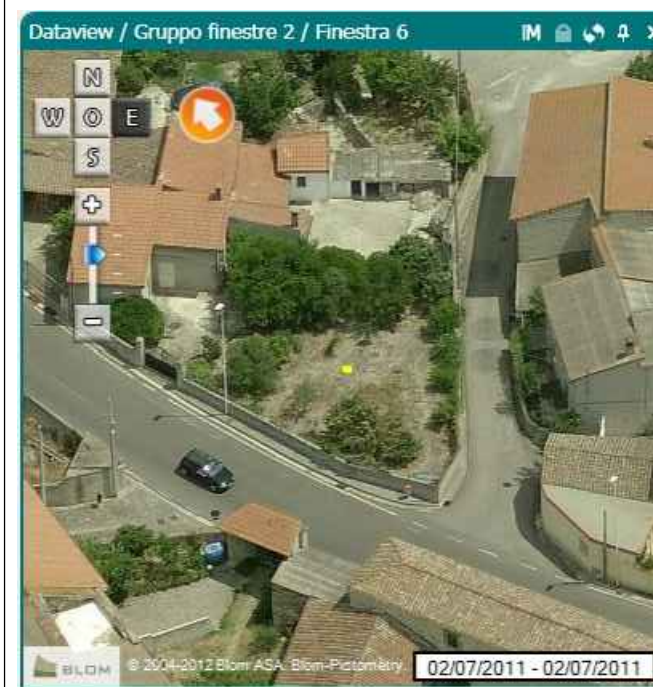 Dataview / Gruppo finestre 2 / Finestra 6
N
W O E
S
BLOM © 2004-2012 Blom ASA. Blom-Pictometry 02/07/2011 - 02/07/2011